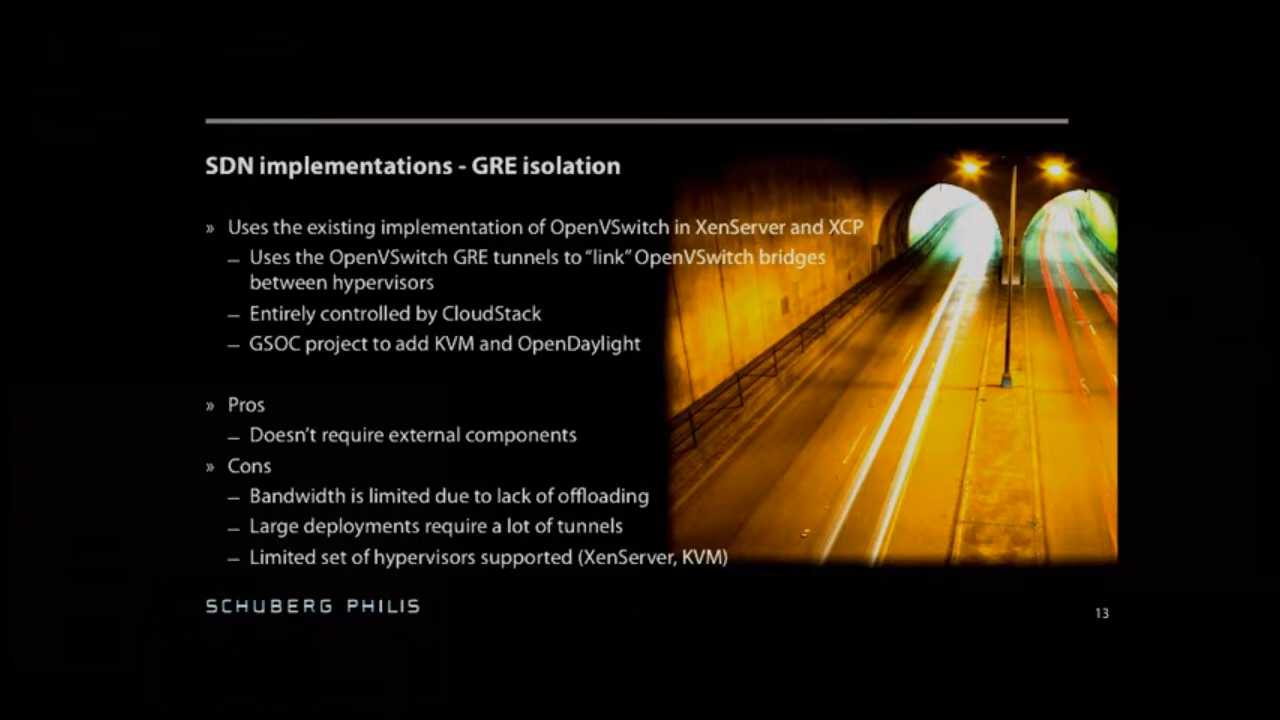 SDN implementations - GRE isolation
» Uses the existing implementation of OpenVSwitch in XenServer and XCP
– Uses the OpenVSwitch GRE tunnels to “link” OpenVSwitch bridges
between hypervisors
– Entirely controlled by CloudStack
– GSOC project to add KVM and OpenDaylight
» Pros
– Doesn’t require external components
» Cons
– Bandwidth is limited due to lack of offloading
– Large deployments require a lot of tunnels
– Limited set of hypervisors supported (XenServer, KVM)
SCHUBERG PHILIS
13